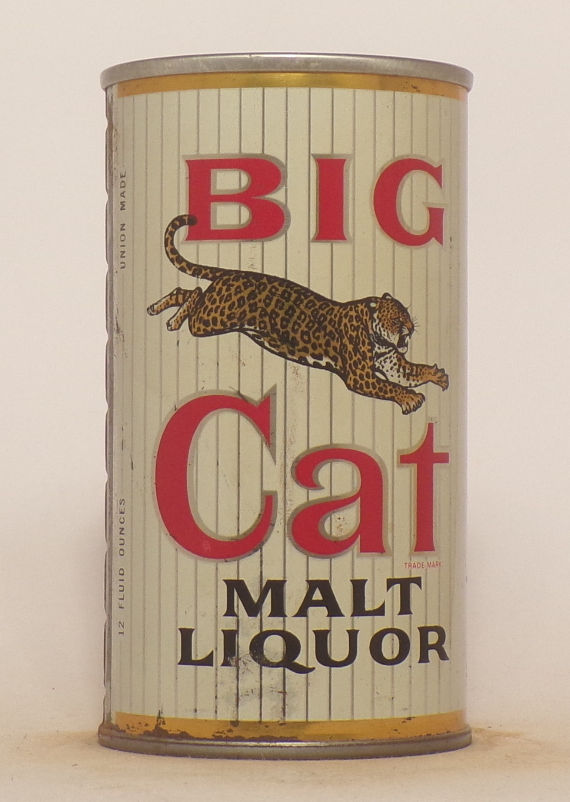 BIG
Cat
TRADE MARK
MALT
LIQUOR
UNION MADE
12 FLUID OUNCES